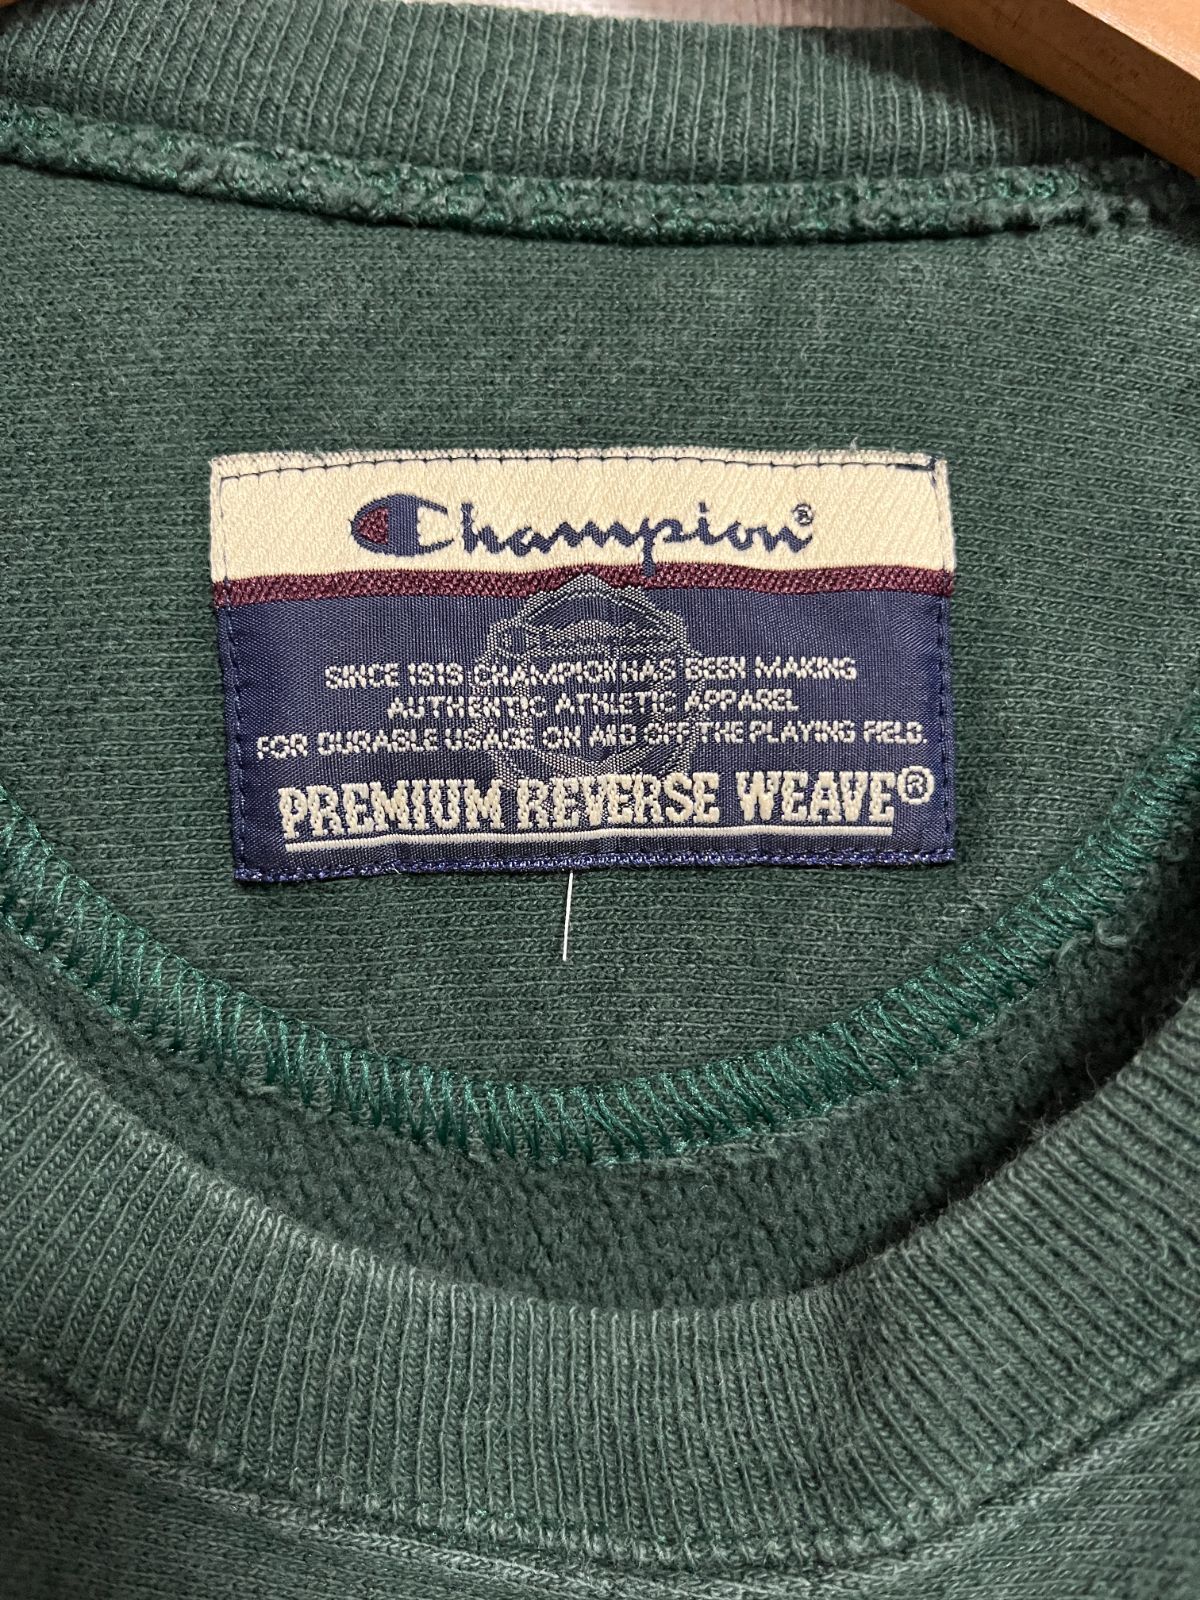 Champion®
SINCE 1919 CHAMPION HAS BEEN MAKING
AUTHENTIC ATHLETIC APPAREL
FOR DURABLE USAGE ON AND OFF THE PLAYING FIELD.
PREMIUM REVERSE WEAVE®